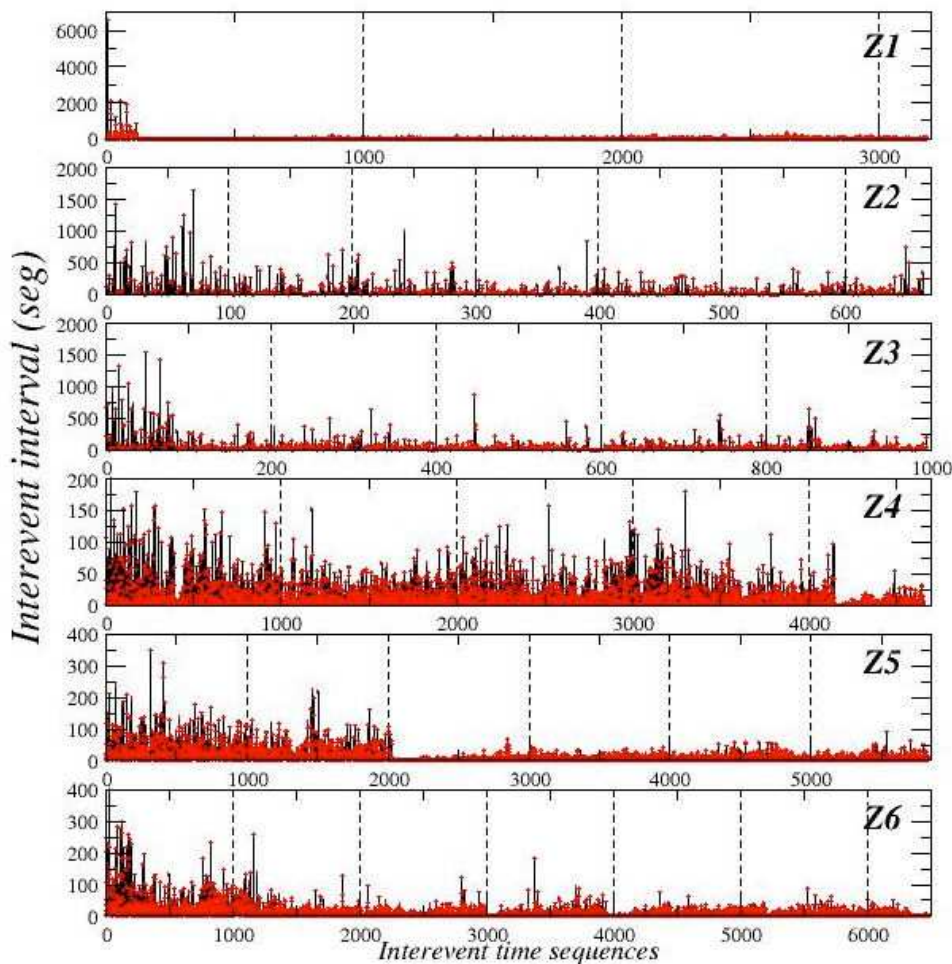 Interevent interval (seg)
6000
4000
2000
0
Z1
0 1000 2000 3000
2000
1500
1000
500
0
Z2
0 100 200 300 400 500 600
2000
1500
1000
500
0
Z3
0 200 400 600 800 1000
200
150
100
50
0
Z4
0 1000 2000 3000 4000
400
300
200
100
0
Z5
0 1000 2000 3000 4000 5000
400
300
200
100
0
Z6
0 1000 2000 3000 4000 5000 6000
Interevent time sequences